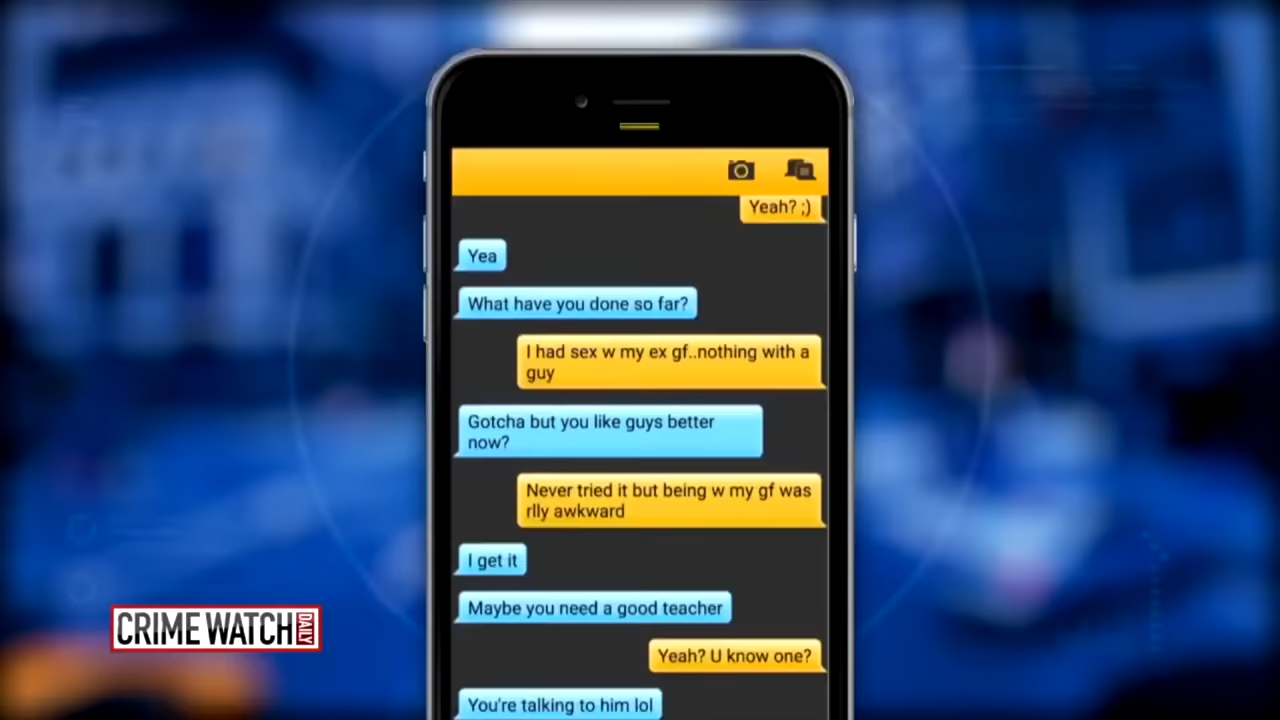 Yeah? ;)
Yea
What have you done so far?
I had sex w my ex gf..nothing with a
guy
Gotcha but you like guys better
now?
Never tried it but being w my gf was
rlly awkward
I get it
Maybe you need a good teacher
Yeah? U know one?
You're talking to him lol
CRIME WATCH DAILY